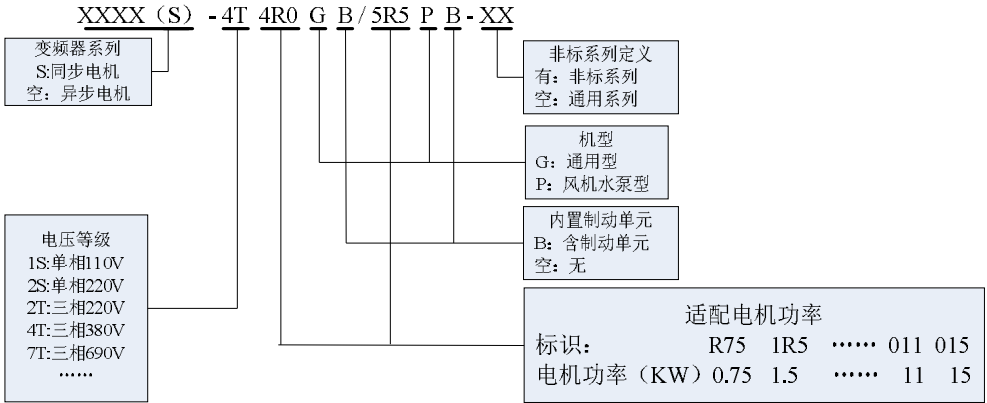 XXXX（S）-4T 4R0 G B/5R5 P B-XX
变频器系列
S:同步电机
空：异步电机
非标系列定义
有：非标系列
空：通用系列
机型
G：通用型
P：风机水泵型
内置制动单元
B：含制动单元
空：无
电压等级
1S:单相110V
2S:单相220V
2T:三相220V
4T:三相380V
7T:三相690V
……
适配电机功率
标识： R75 1R5 …… 011 015
电机功率（KW）0.75 1.5 …… 11 15